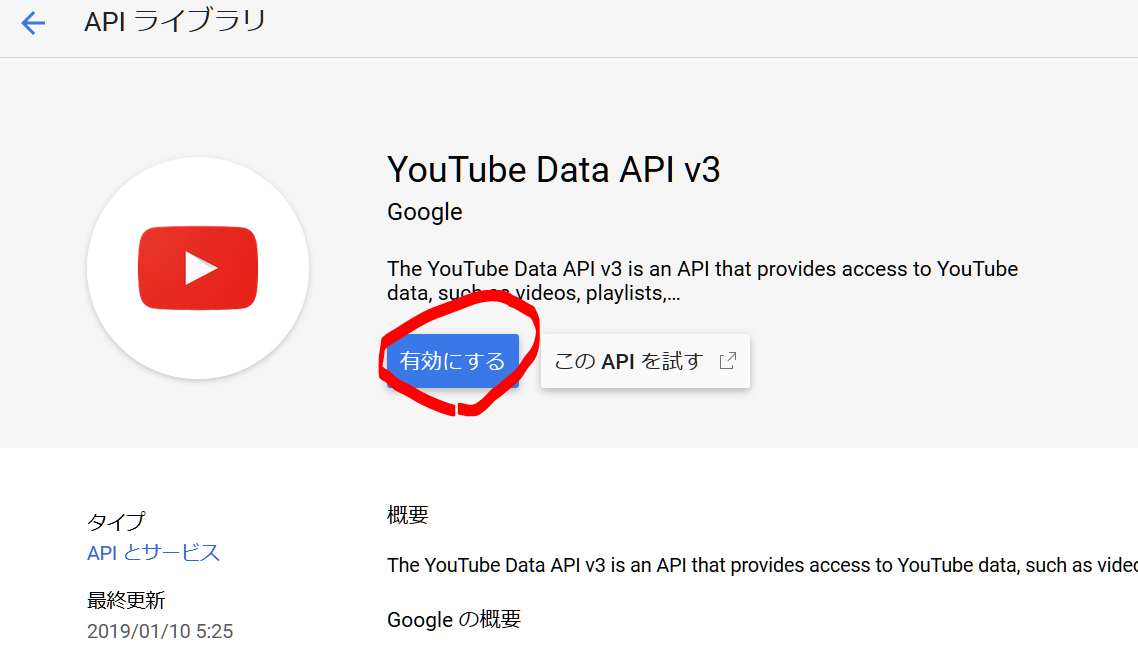 API ライブラリ
YouTube Data API v3
Google
The YouTube Data API v3 is an API that provides access to YouTube
data, such as videos, playlists,…
有効にする
この API を試す
タイプ
API とサービス
最終更新
2019/01/10 5:25
概要
The YouTube Data API v3 is an API that provides access to YouTube data, such as video
Google の概要